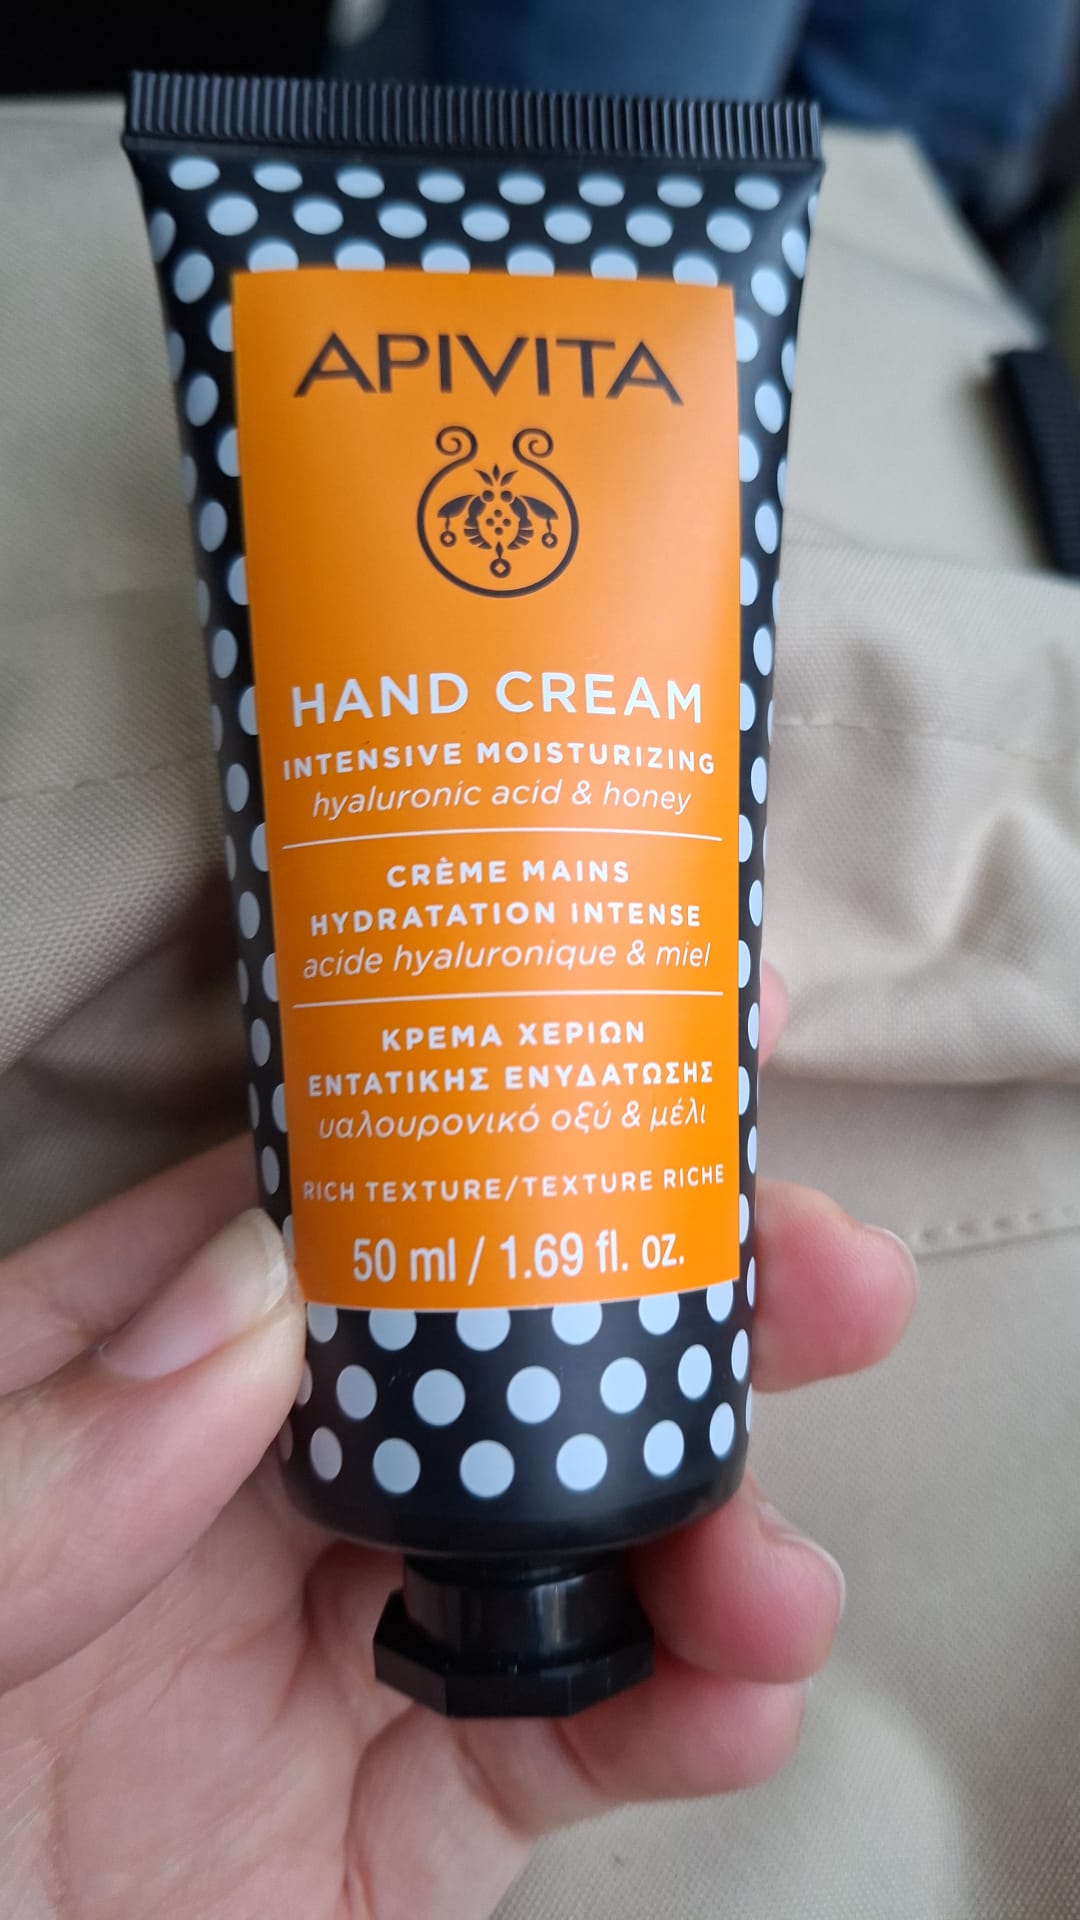 APIVITA
HAND CREAM
INTENSIVE MOISTURIZING
hyaluronic acid & honey
CRÈME MAINS
HYDRATATION INTENSE
acide hyaluronique & miel
ΚΡΕΜΑ ΧΕΡΙΩΝ
ΕΝΤΑΤΙΚΗΣ ΕΝΥΔΑΤΩΣΗΣ
υαλουρονικό οξύ & μέλι
RICH TEXTURE/TEXTURE RICHE
50 ml / 1.69 fl. oz.